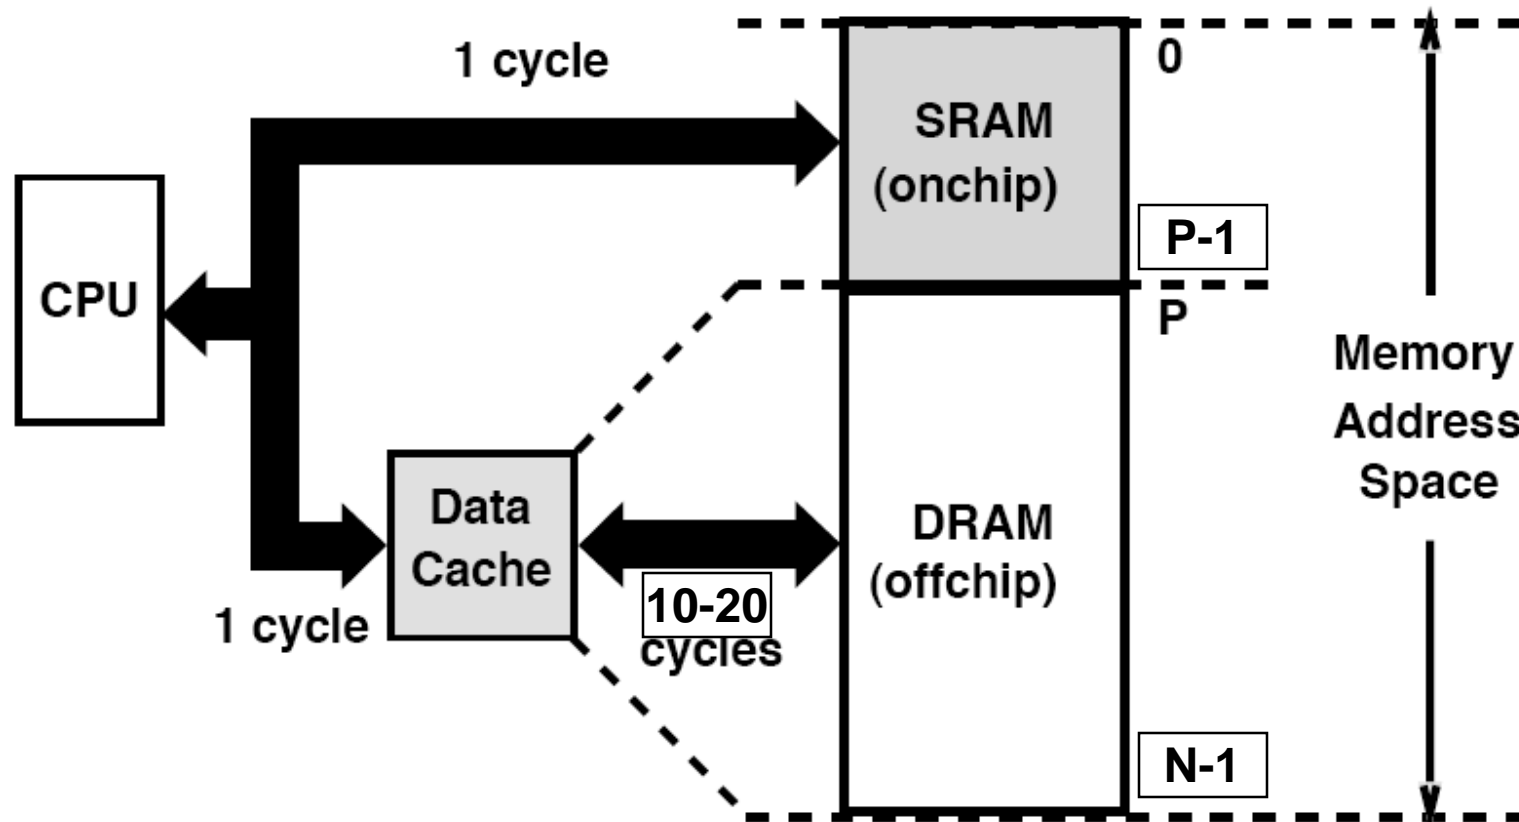 1 cycle
0
SRAM
(onchip)
P-1
CPU
P
Memory
Address
Space
Data
Cache
DRAM
(offchip)
1 cycle
10-20
cycles
N-1